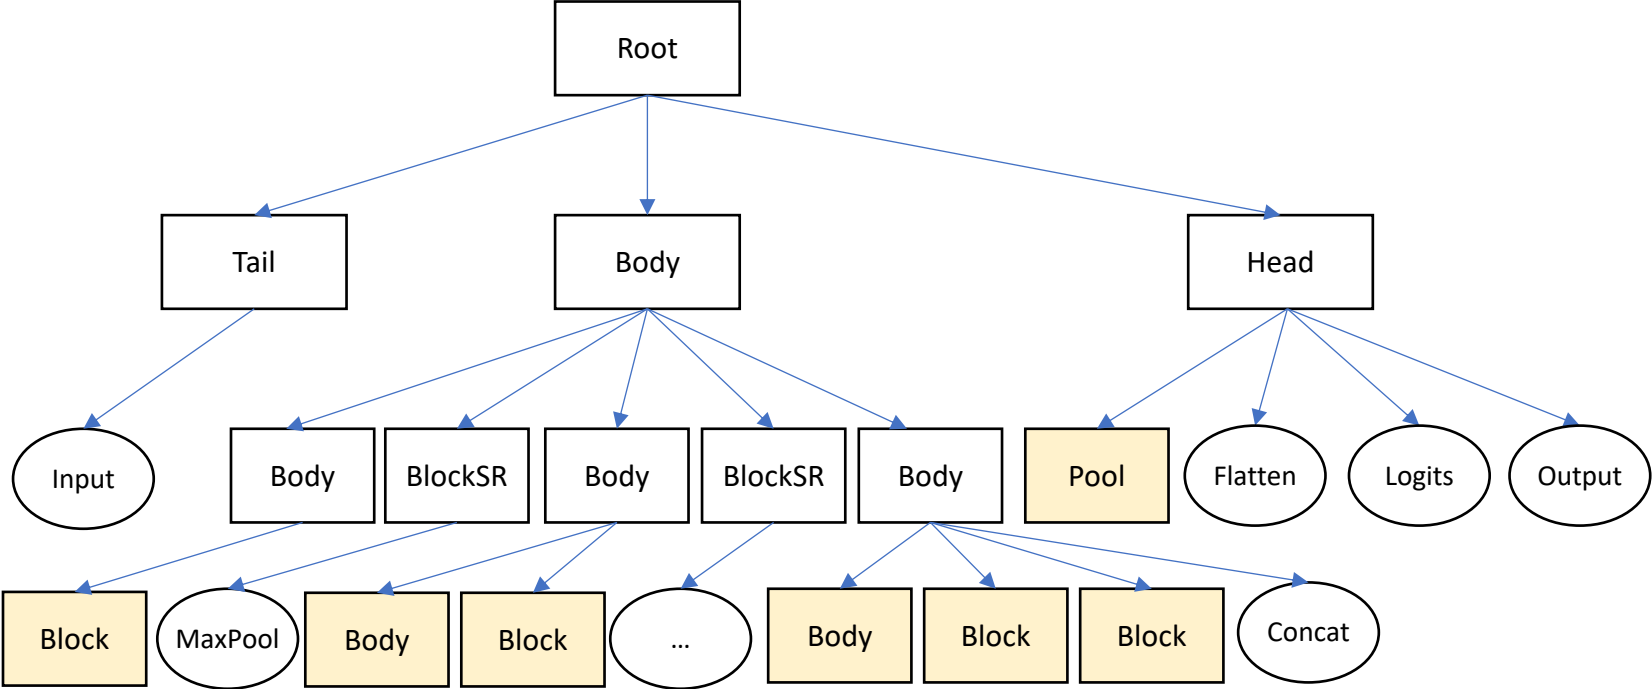 Root
Tail
Body
Head
Input
Body
BlockSR
Body
BlockSR
Body
Pool
Flatten
Logits
Output
Block
MaxPool
Body
Block
...
Body
Block
Block
Concat